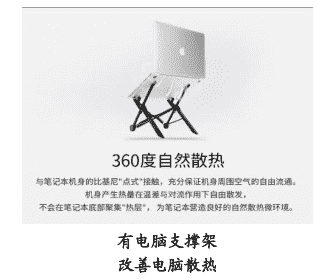 360度自然散热
与笔记本机身的比基尼"点式"接触，充分保证机身周围空气的自由流通。
机身产生热量在温差与对流作用下自由散发，
不会在笔记本底部聚集"热层"，为笔记本营造良好的自然散热微环境。
有电脑支撑架
改善电脑散热